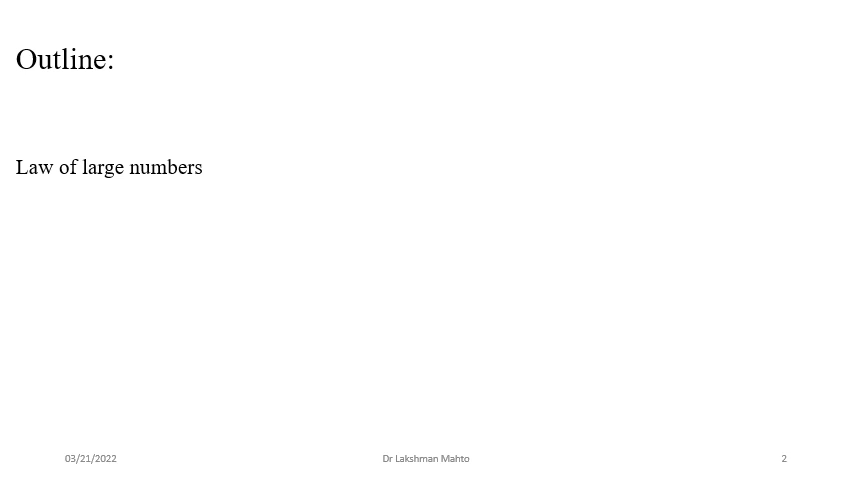 Outline:
Law of large numbers
03/21/2022
Dr Lakshman Mahto
2